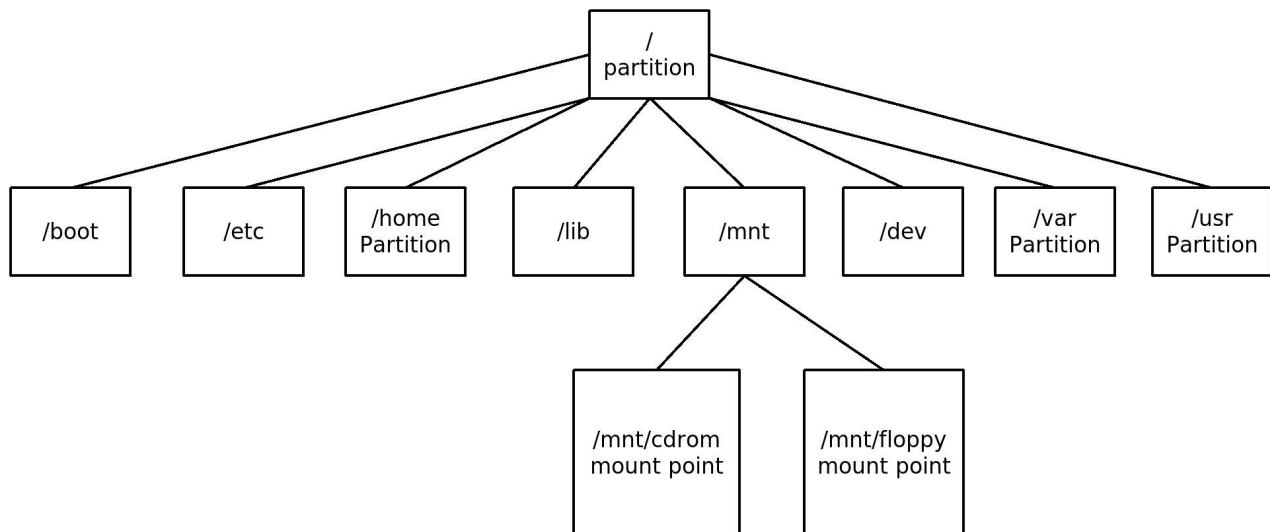 /
partition
/boot
/etc
/home
Partition
/lib
/mnt
/dev
/var
Partition
/usr
Partition
/mnt/cdrom
mount point
/mnt/floppy
mount point